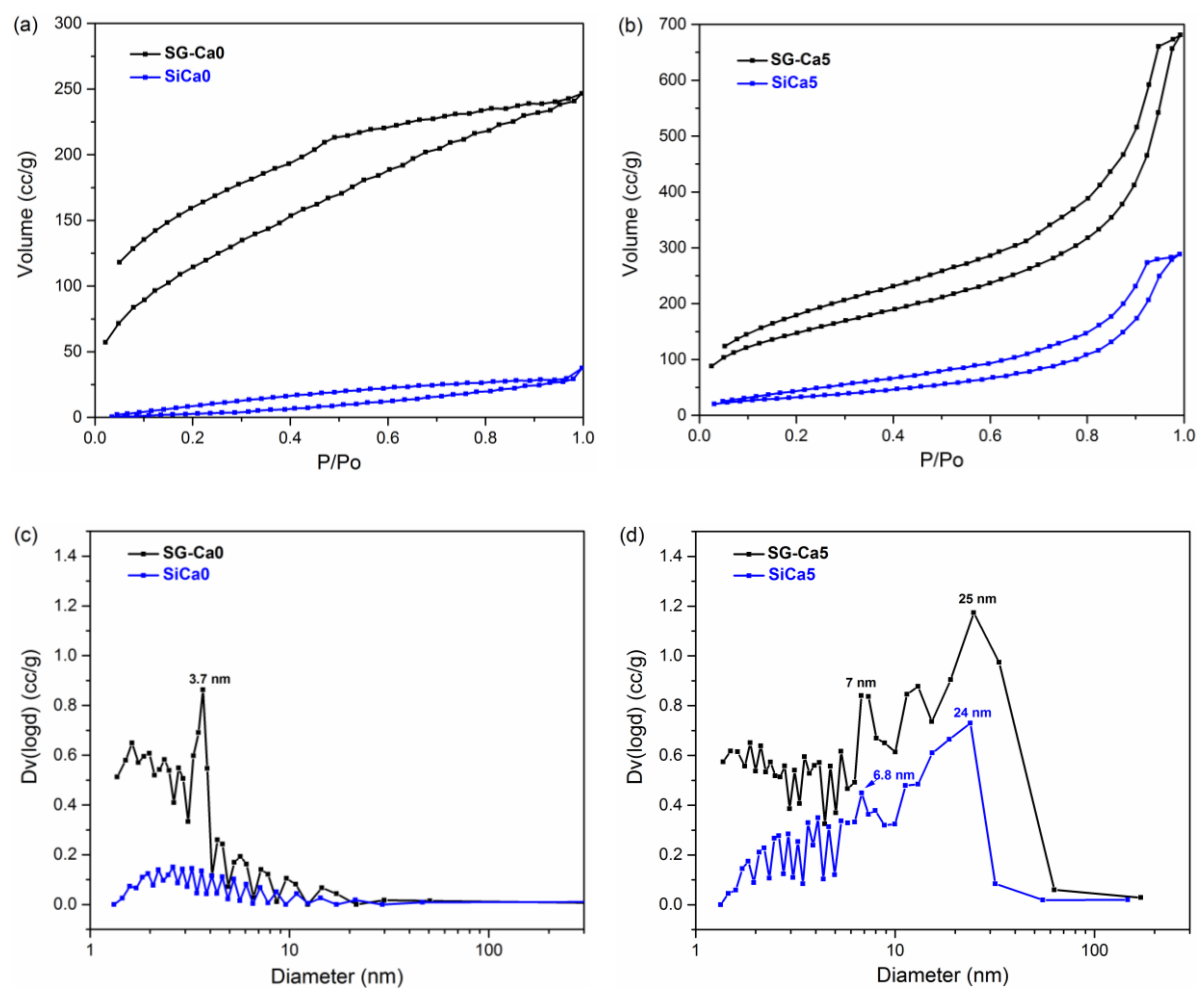 (a)
SG-Ca0
SiCa0
Volume (cc/g)
300
250
200
150
100
50
0
0.0 0.2 0.4 0.6 0.8 1.0
P/Po
(b)
SG-Ca5
SiCa5
Volume (cc/g)
700
600
500
400
300
200
100
0
0.0 0.2 0.4 0.6 0.8 1.0
P/Po
(c)
SG-Ca0
SiCa0
3.7 nm
Dv(logd) (cc/g)
1.4
1.2
1.0
0.8
0.6
0.4
0.2
0.0
1 10 100
Diameter (nm)
(d)
SG-Ca5
SiCa5
25 nm
7 nm
24 nm
6.8 nm
Dv(logd) (cc/g)
1.4
1.2
1.0
0.8
0.6
0.4
0.2
0.0
1 10 100
Diameter (nm)